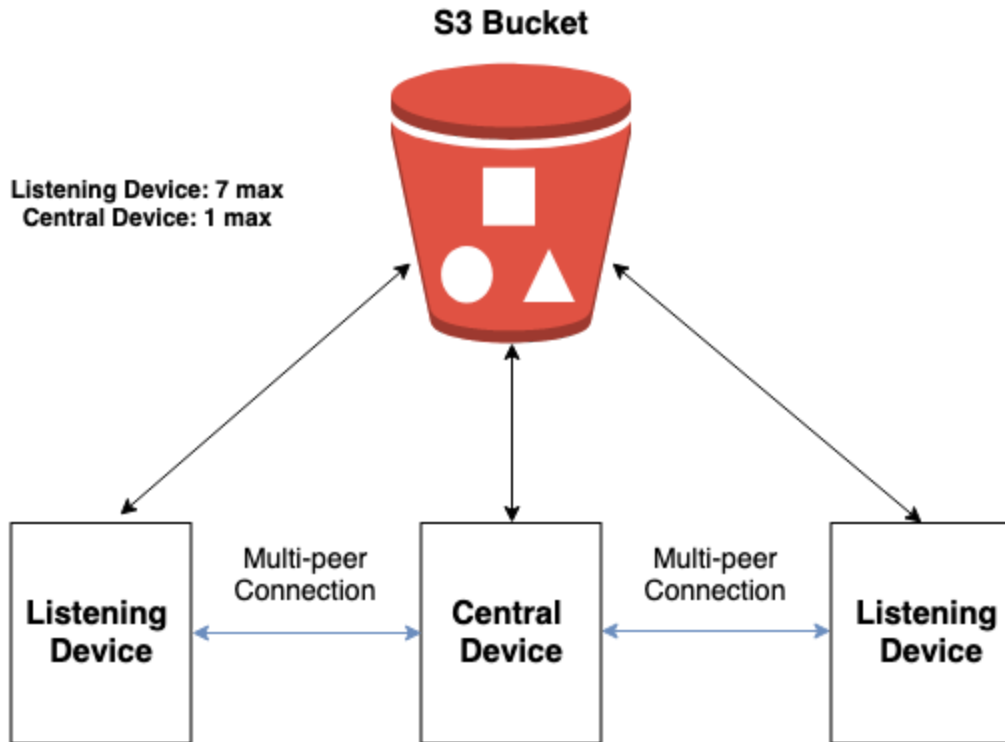 S3 Bucket
Listening Device: 7 max
Central Device: 1 max
Multi-peer
Connection
Multi-peer
Connection
Listening
Device
Central
Device
Listening
Device